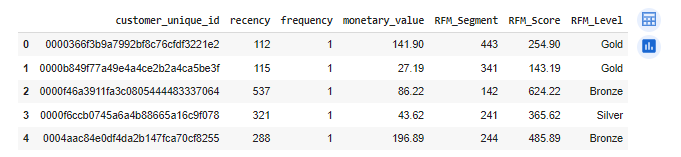 customer_unique_id recency frequency monetary_value RFM_Segment RFM_Score RFM_Level
0 0000366f3b9a7992bf8c76cfdf3221e2 112 1 141.90 443 254.90 Gold
1 0000b849f77a49e4a4ce2b2a4ca5be3f 115 1 27.19 341 143.19 Gold
2 0000f46a3911fa3c0805444483337064 537 1 86.22 142 624.22 Bronze
3 0000f6ccb0745a6a4b88665a16c9f078 321 1 43.62 241 365.62 Silver
4 0004aac84e0df4da2b147fca70cf8255 288 1 196.89 244 485.89 Bronze